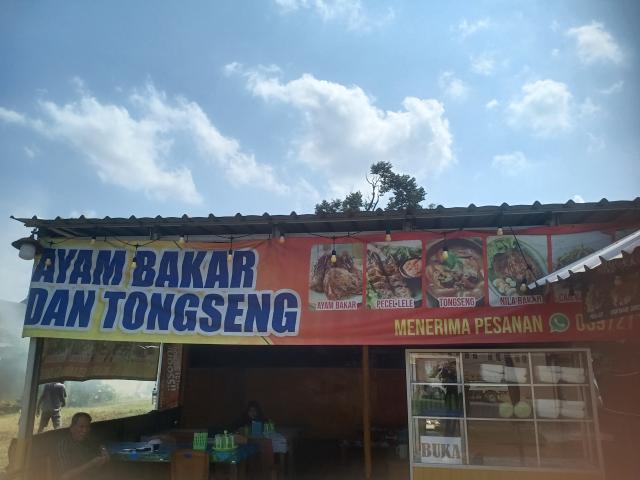 AYAM BAKAR
DAN TONGSENG
AYAM BAKAR
PECEL LELE
TONGSENG
NILA BAKAR
MENERIMA PESANAN
BUKA